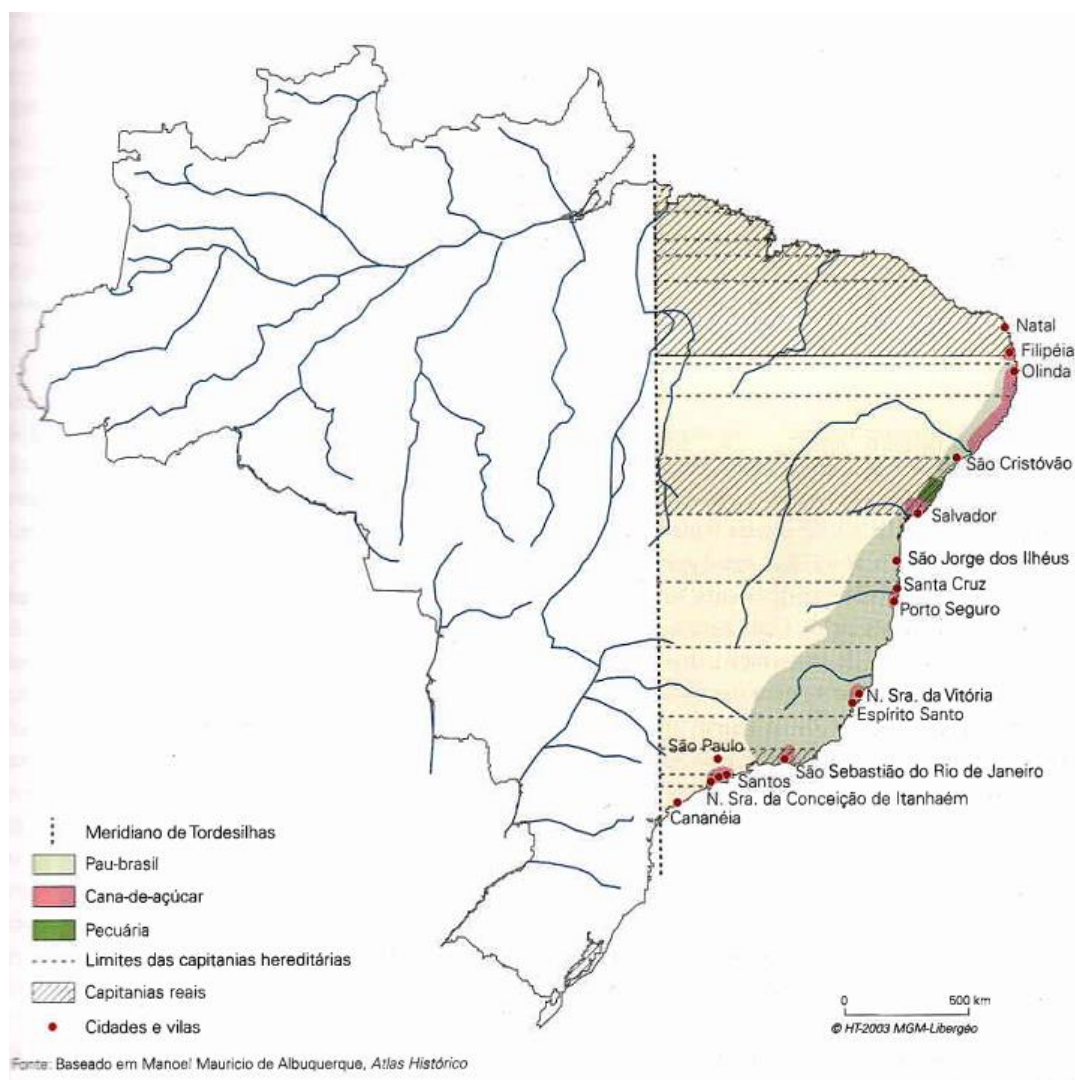 Natal
Filipéia
Olinda
São Cristóvão
Salvador
São Jorge dos Ilhéus
Santa Cruz
Porto Seguro
N. Sra. da Vitória
Espírito Santo
São Paulo
São Sebastião do Rio de Janeiro
Santos
N. Sra. da Conceição de Itanhaém
Cananéia
Meridiano de Tordesilhas
Pau-brasil
Cana-de-açúcar
Pecuária
Limites das capitanias hereditárias
Capitanias reais
Cidades e vilas
0 500 km
© HT-2003 MGM-Libergéo
Fonte: Baseado em Manoel Mauricio de Albuquerque, Atlas Histórico